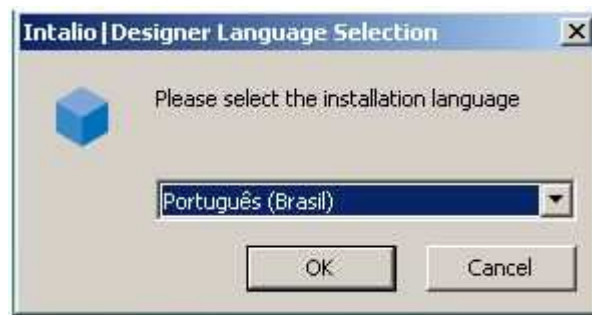 Intalio|Designer Language Selection
Please select the installation language
Português (Brasil)
OK Cancel